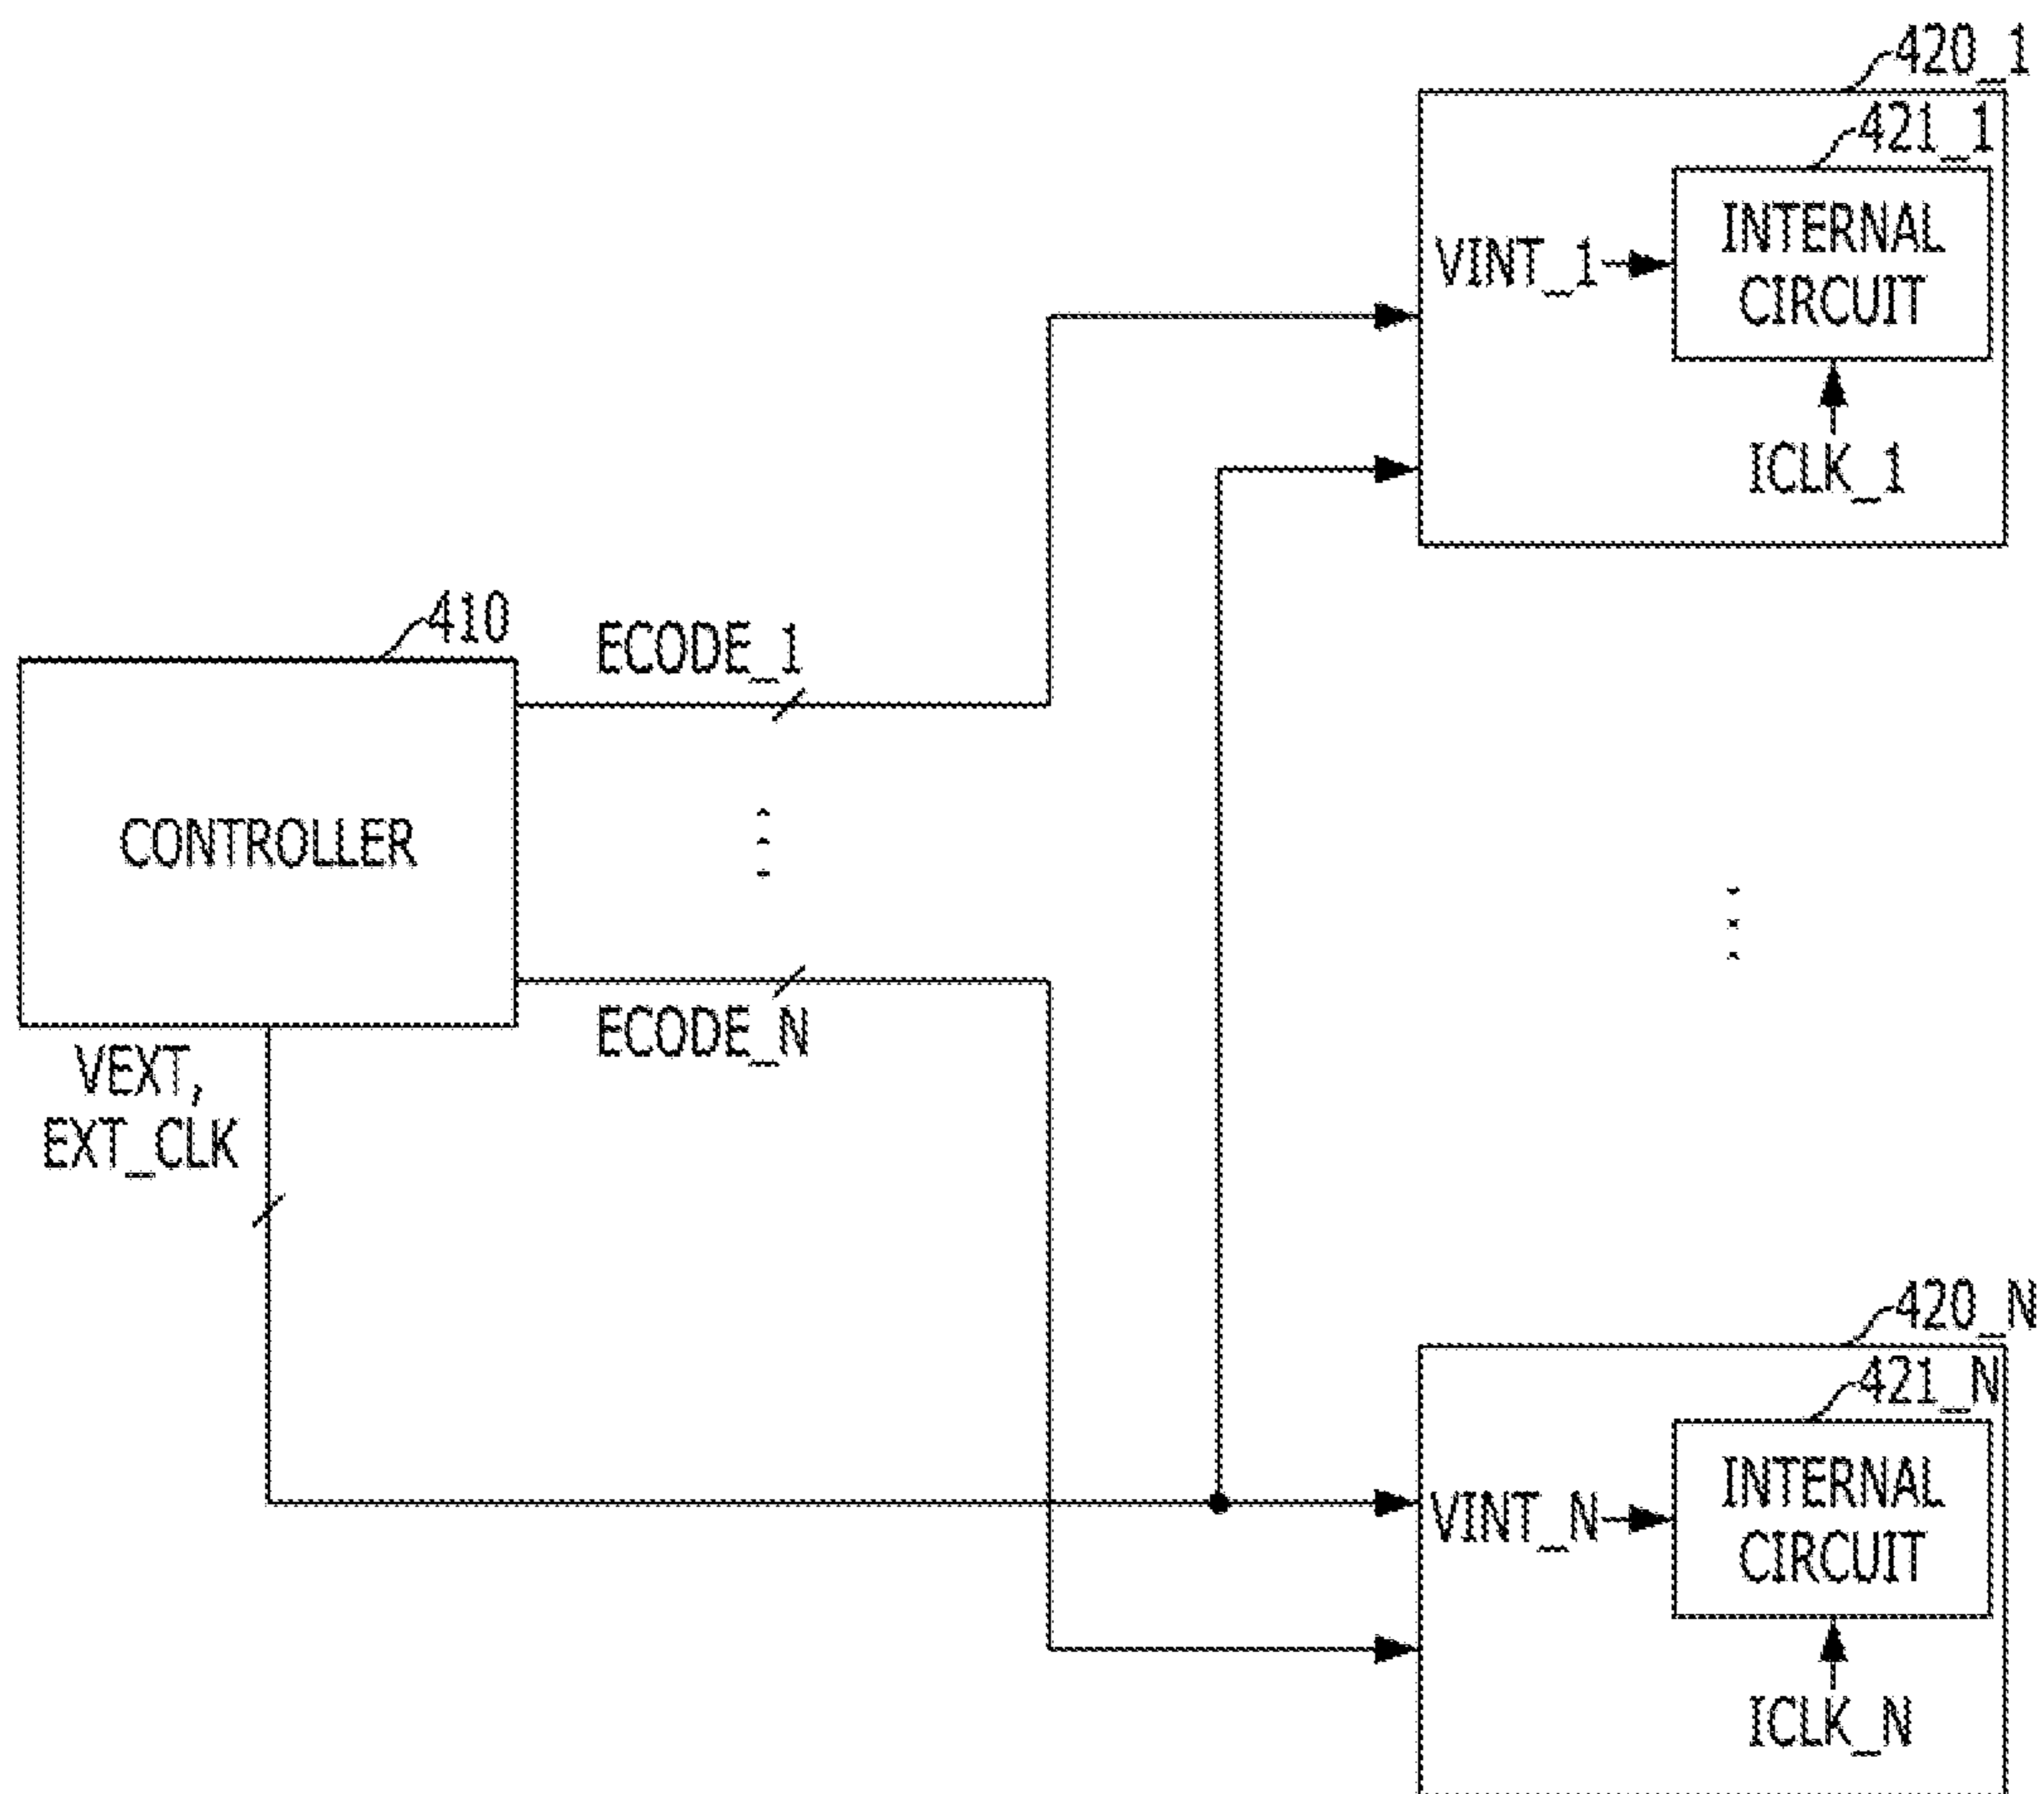 420_1
421_1
INTERNAL
CIRCUIT
VINT_1
ICLK_1
410
ECODE_1
CONTROLLER
ECODE_N
VEXT,
EXT_CLK
420_N
421_N
INTERNAL
CIRCUIT
VINT_N
ICLK_N